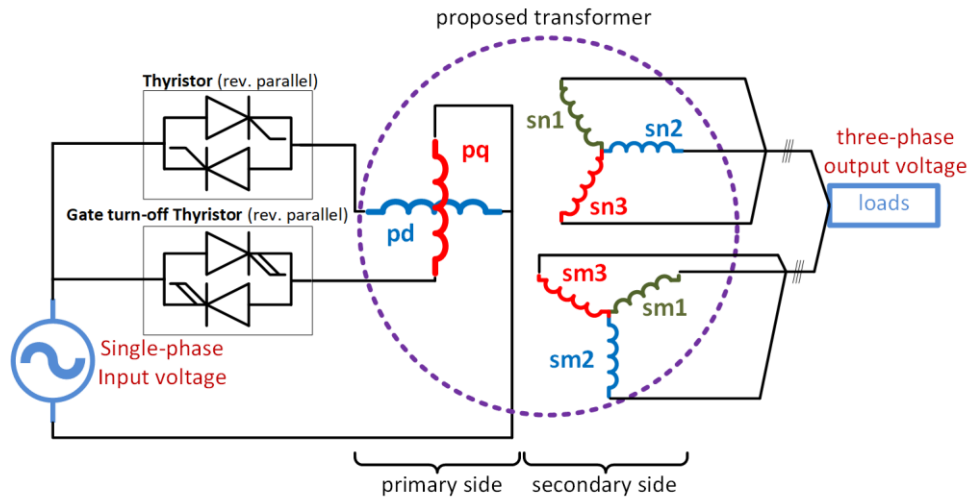 proposed transformer
Thyristor (rev. parallel)
Gate turn-off Thyristor (rev. parallel)
Single-phase
Input voltage
pq
pd
sn1
sn2
sn3
sm3
sm1
sm2
three-phase
output voltage
loads
primary side
secondary side